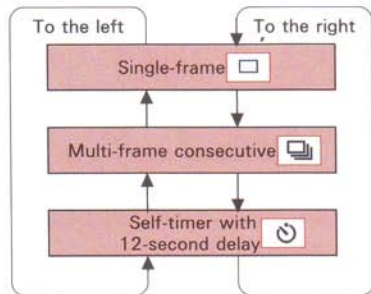 To the left
To the right
Single-frame
Multi-frame consecutive
Self-timer with
12-second delay